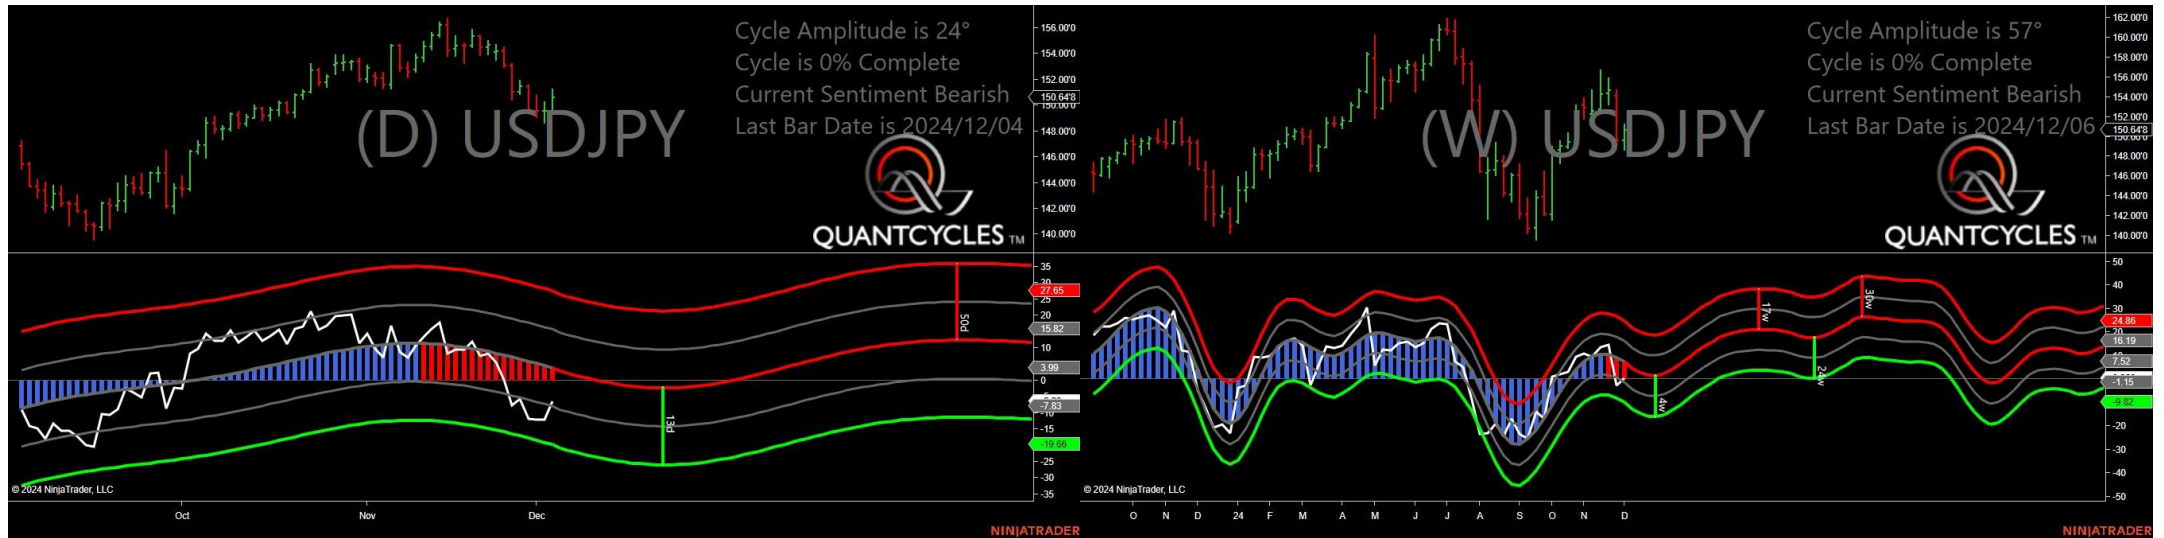 Cycle Amplitude is 24°
Cycle is 0% Complete
Current Sentiment Bearish
Last Bar Date is 2024/12/04
(D) USDJPY
QUANTCYCLES TM
156.00'0
154.00'0
152.00'0
150.64'8
148.00'0
146.00'0
144.00'0
142.00'0
140.00'0
35
27.65
25
20
15.82
10
3.99
0
-7.83
-15
-19.66
-25
-30
-35
50d
13d
© 2024 NinjaTrader, LLC
Oct Nov Dec
NINJATRADER
Cycle Amplitude is 57°
Cycle is 0% Complete
Current Sentiment Bearish
Last Bar Date is 2024/12/06
(W) USDJPY
QUANTCYCLES TM
162.00'0
160.00'0
158.00'0
156.00'0
154.00'0
152.00'0
150.64'8
148.00'0
146.00'0
144.00'0
142.00'0
140.00'0
50
40
30
24.86
20
16.19
7.52
-1.15
-9.82
-20
-30
-40
-50
17w
30w
24w
4w
© 2024 NinjaTrader, LLC
O N D 24 F M A M J J A S O N D
NINJATRADER